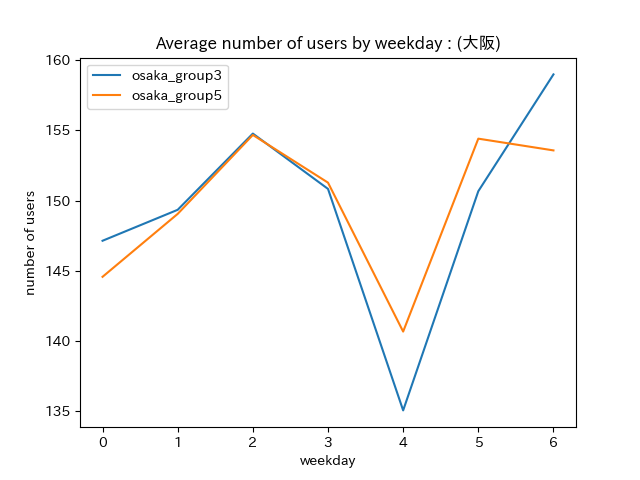 Average number of users by weekday : (大阪)
osaka_group3
osaka_group5
number of users
160
155
150
145
140
135
0 1 2 3 4 5 6
weekday